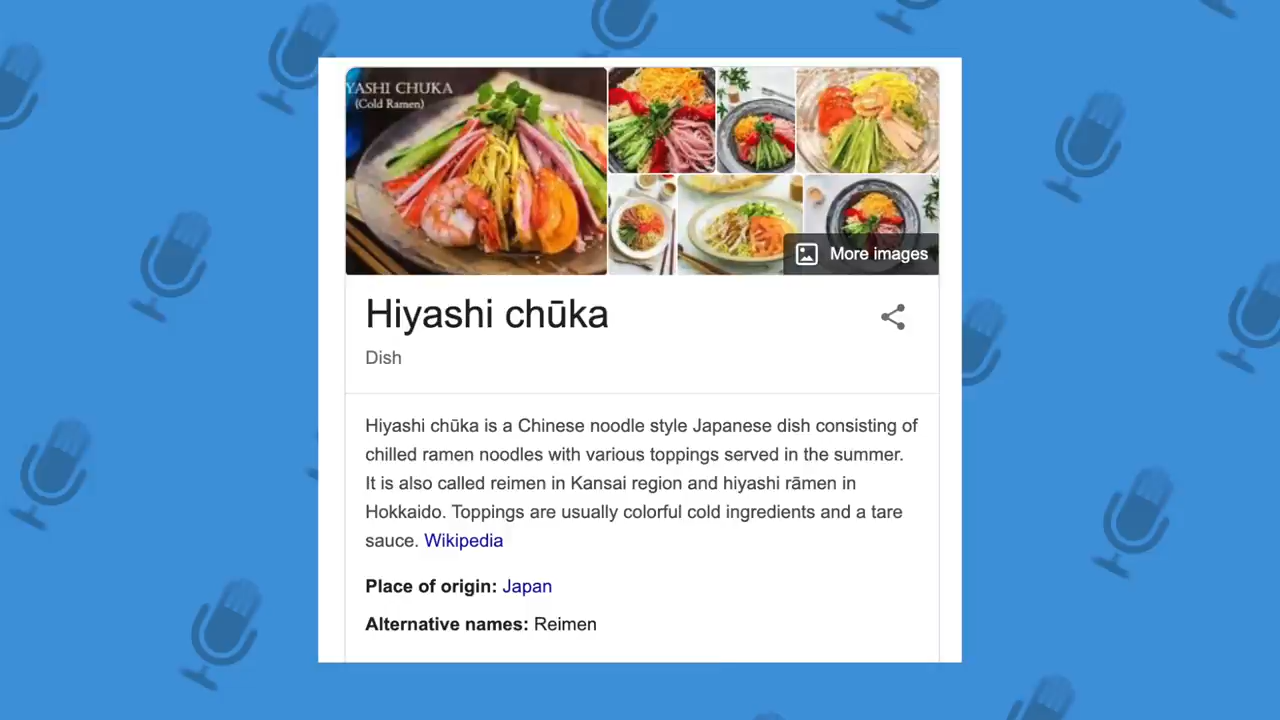 YASHI CHUKA
(Cold Ramen)
More images
Hiyashi chūka
Dish
Hiyashi chūka is a Chinese noodle style Japanese dish consisting of
chilled ramen noodles with various toppings served in the summer.
It is also called reimen in Kansai region and hiyashi rāmen in
Hokkaido. Toppings are usually colorful cold ingredients and a tare
sauce. Wikipedia
Place of origin: Japan
Alternative names: Reimen